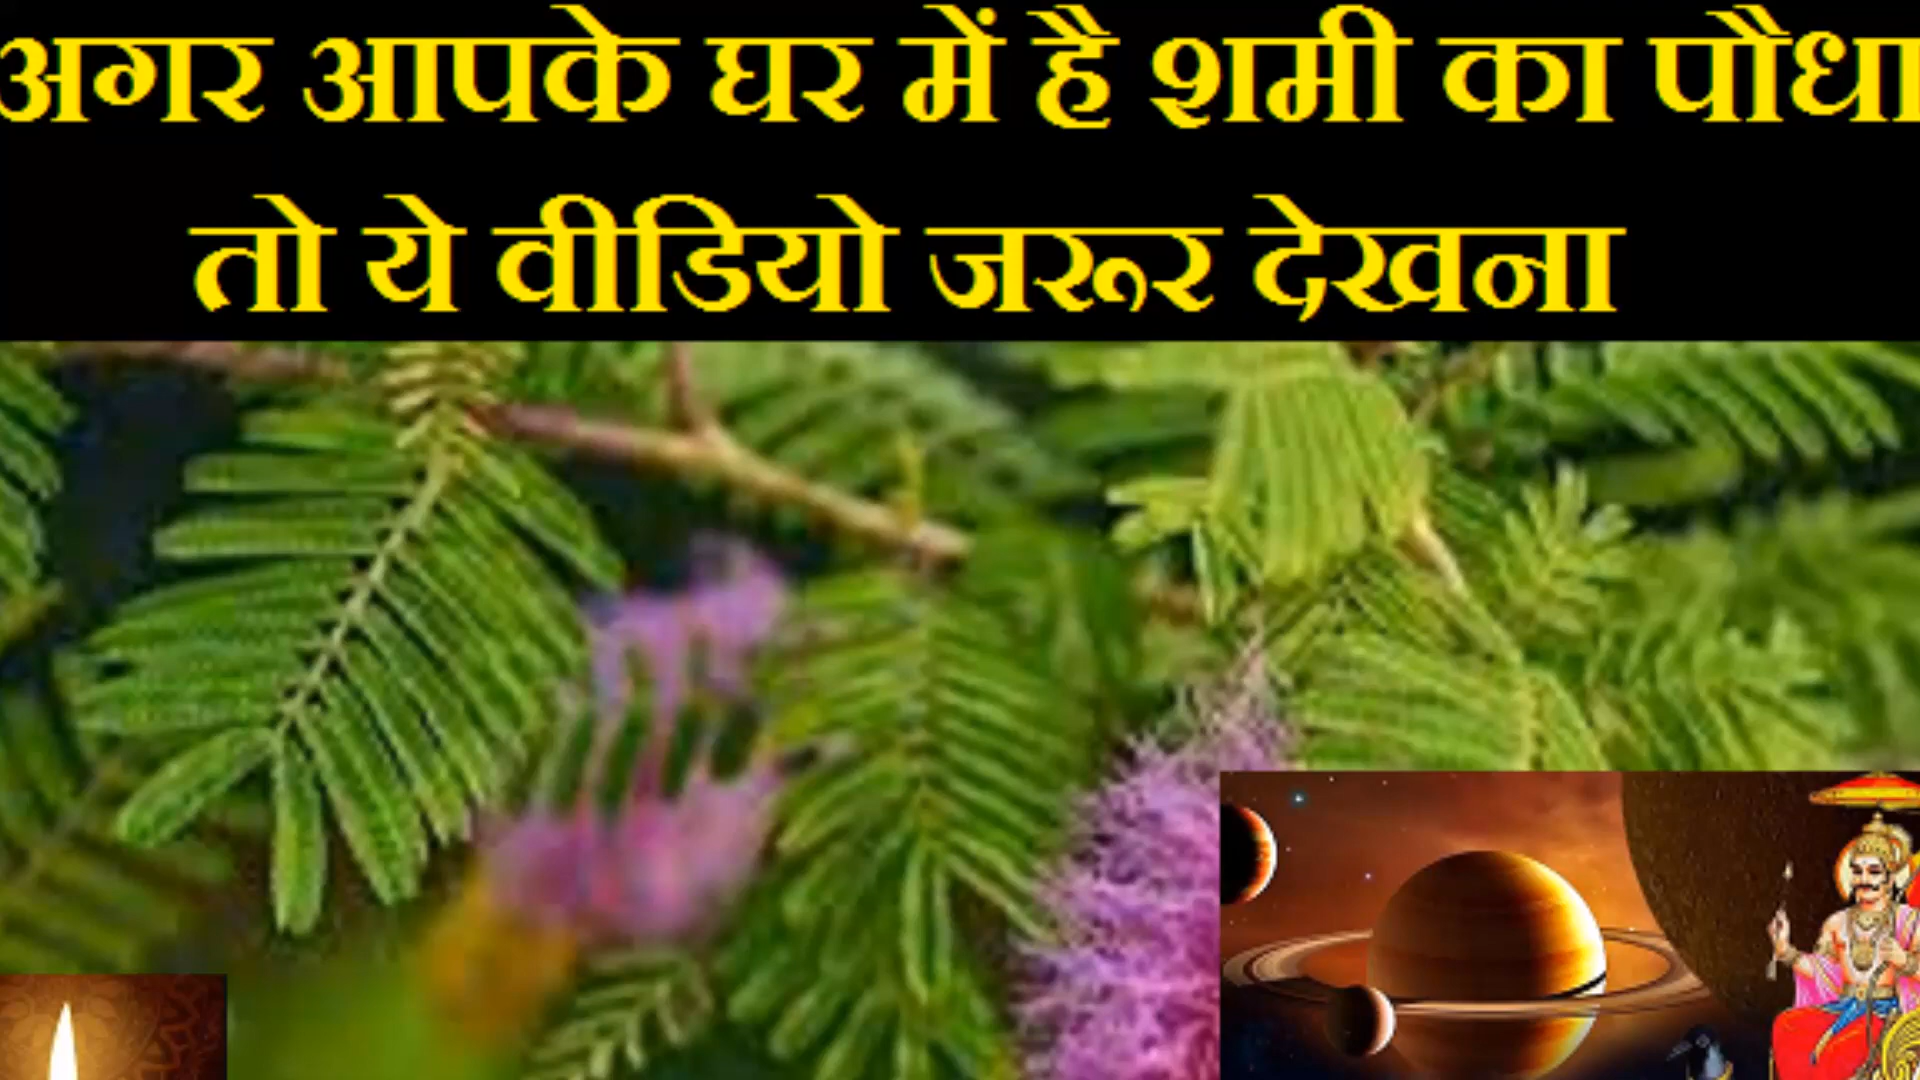 अगर आपके घर में है शमी का पौधा
तो ये वीडियो जरूर देखना